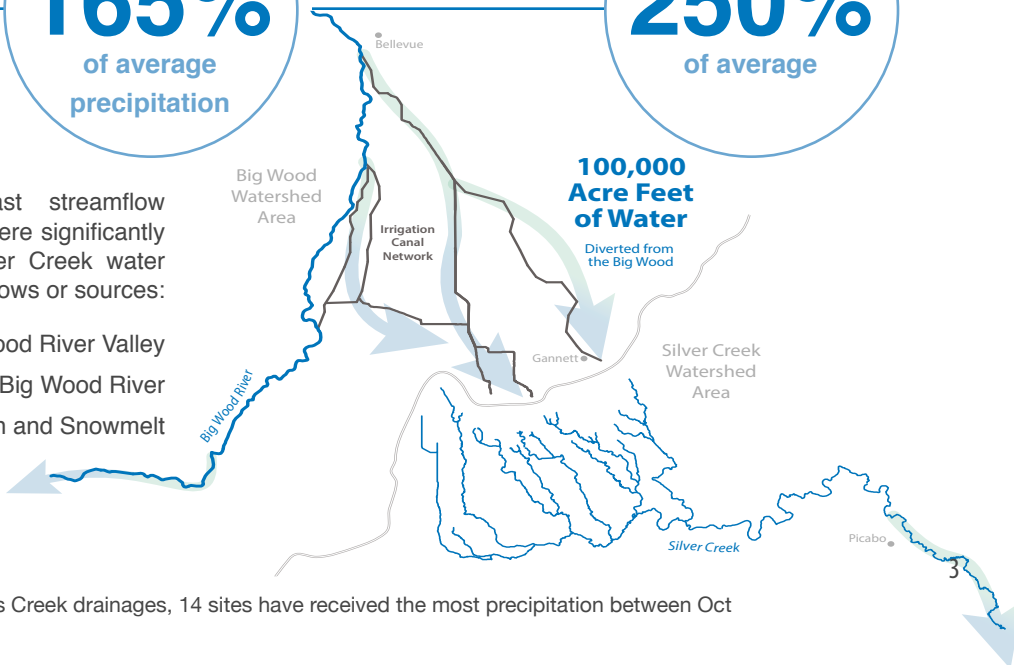 165%
of average
precipitation
250%
of average
Bellevue
Big Wood
Watershed
Area
Irrigation
Canal
Network
100,000
Acre Feet
of Water
Diverted from
the Big Wood
streamflow
ere significantly
er Creek water
ows or sources:
ood River Valley
Big Wood River
n and Snowmelt
Gannett
Silver Creek
Watershed
Area
Big Wood River
Silver Creek
Picabo
3
s Creek drainages, 14 sites have received the most precipitation between Oct